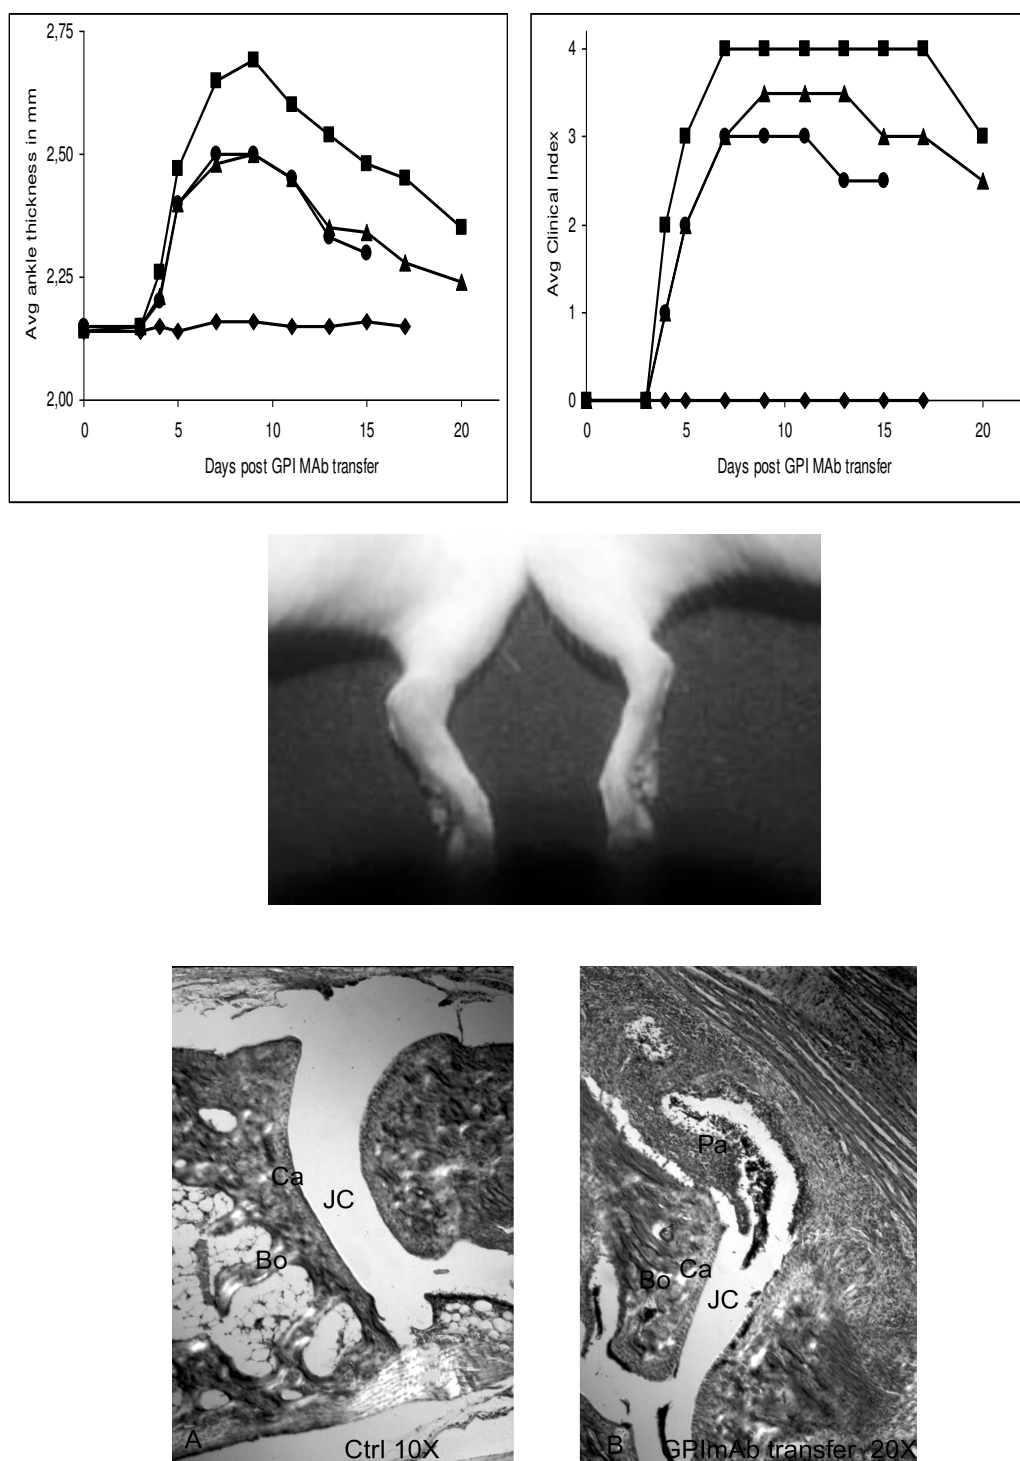 2,75
2,50
2,25
2,00
Avg ankle thickness in mm
0 5 10 15 20
Days post GPI MAb transfer
4
3
2
1
0
Avg Clinical Index
0 5 10 15 20
Days post GPI MAb transfer
Ca
JC
Bo
A
Ctrl 10X
Pa
Bo
Ca
JC
B
GPImAb transfer 20X